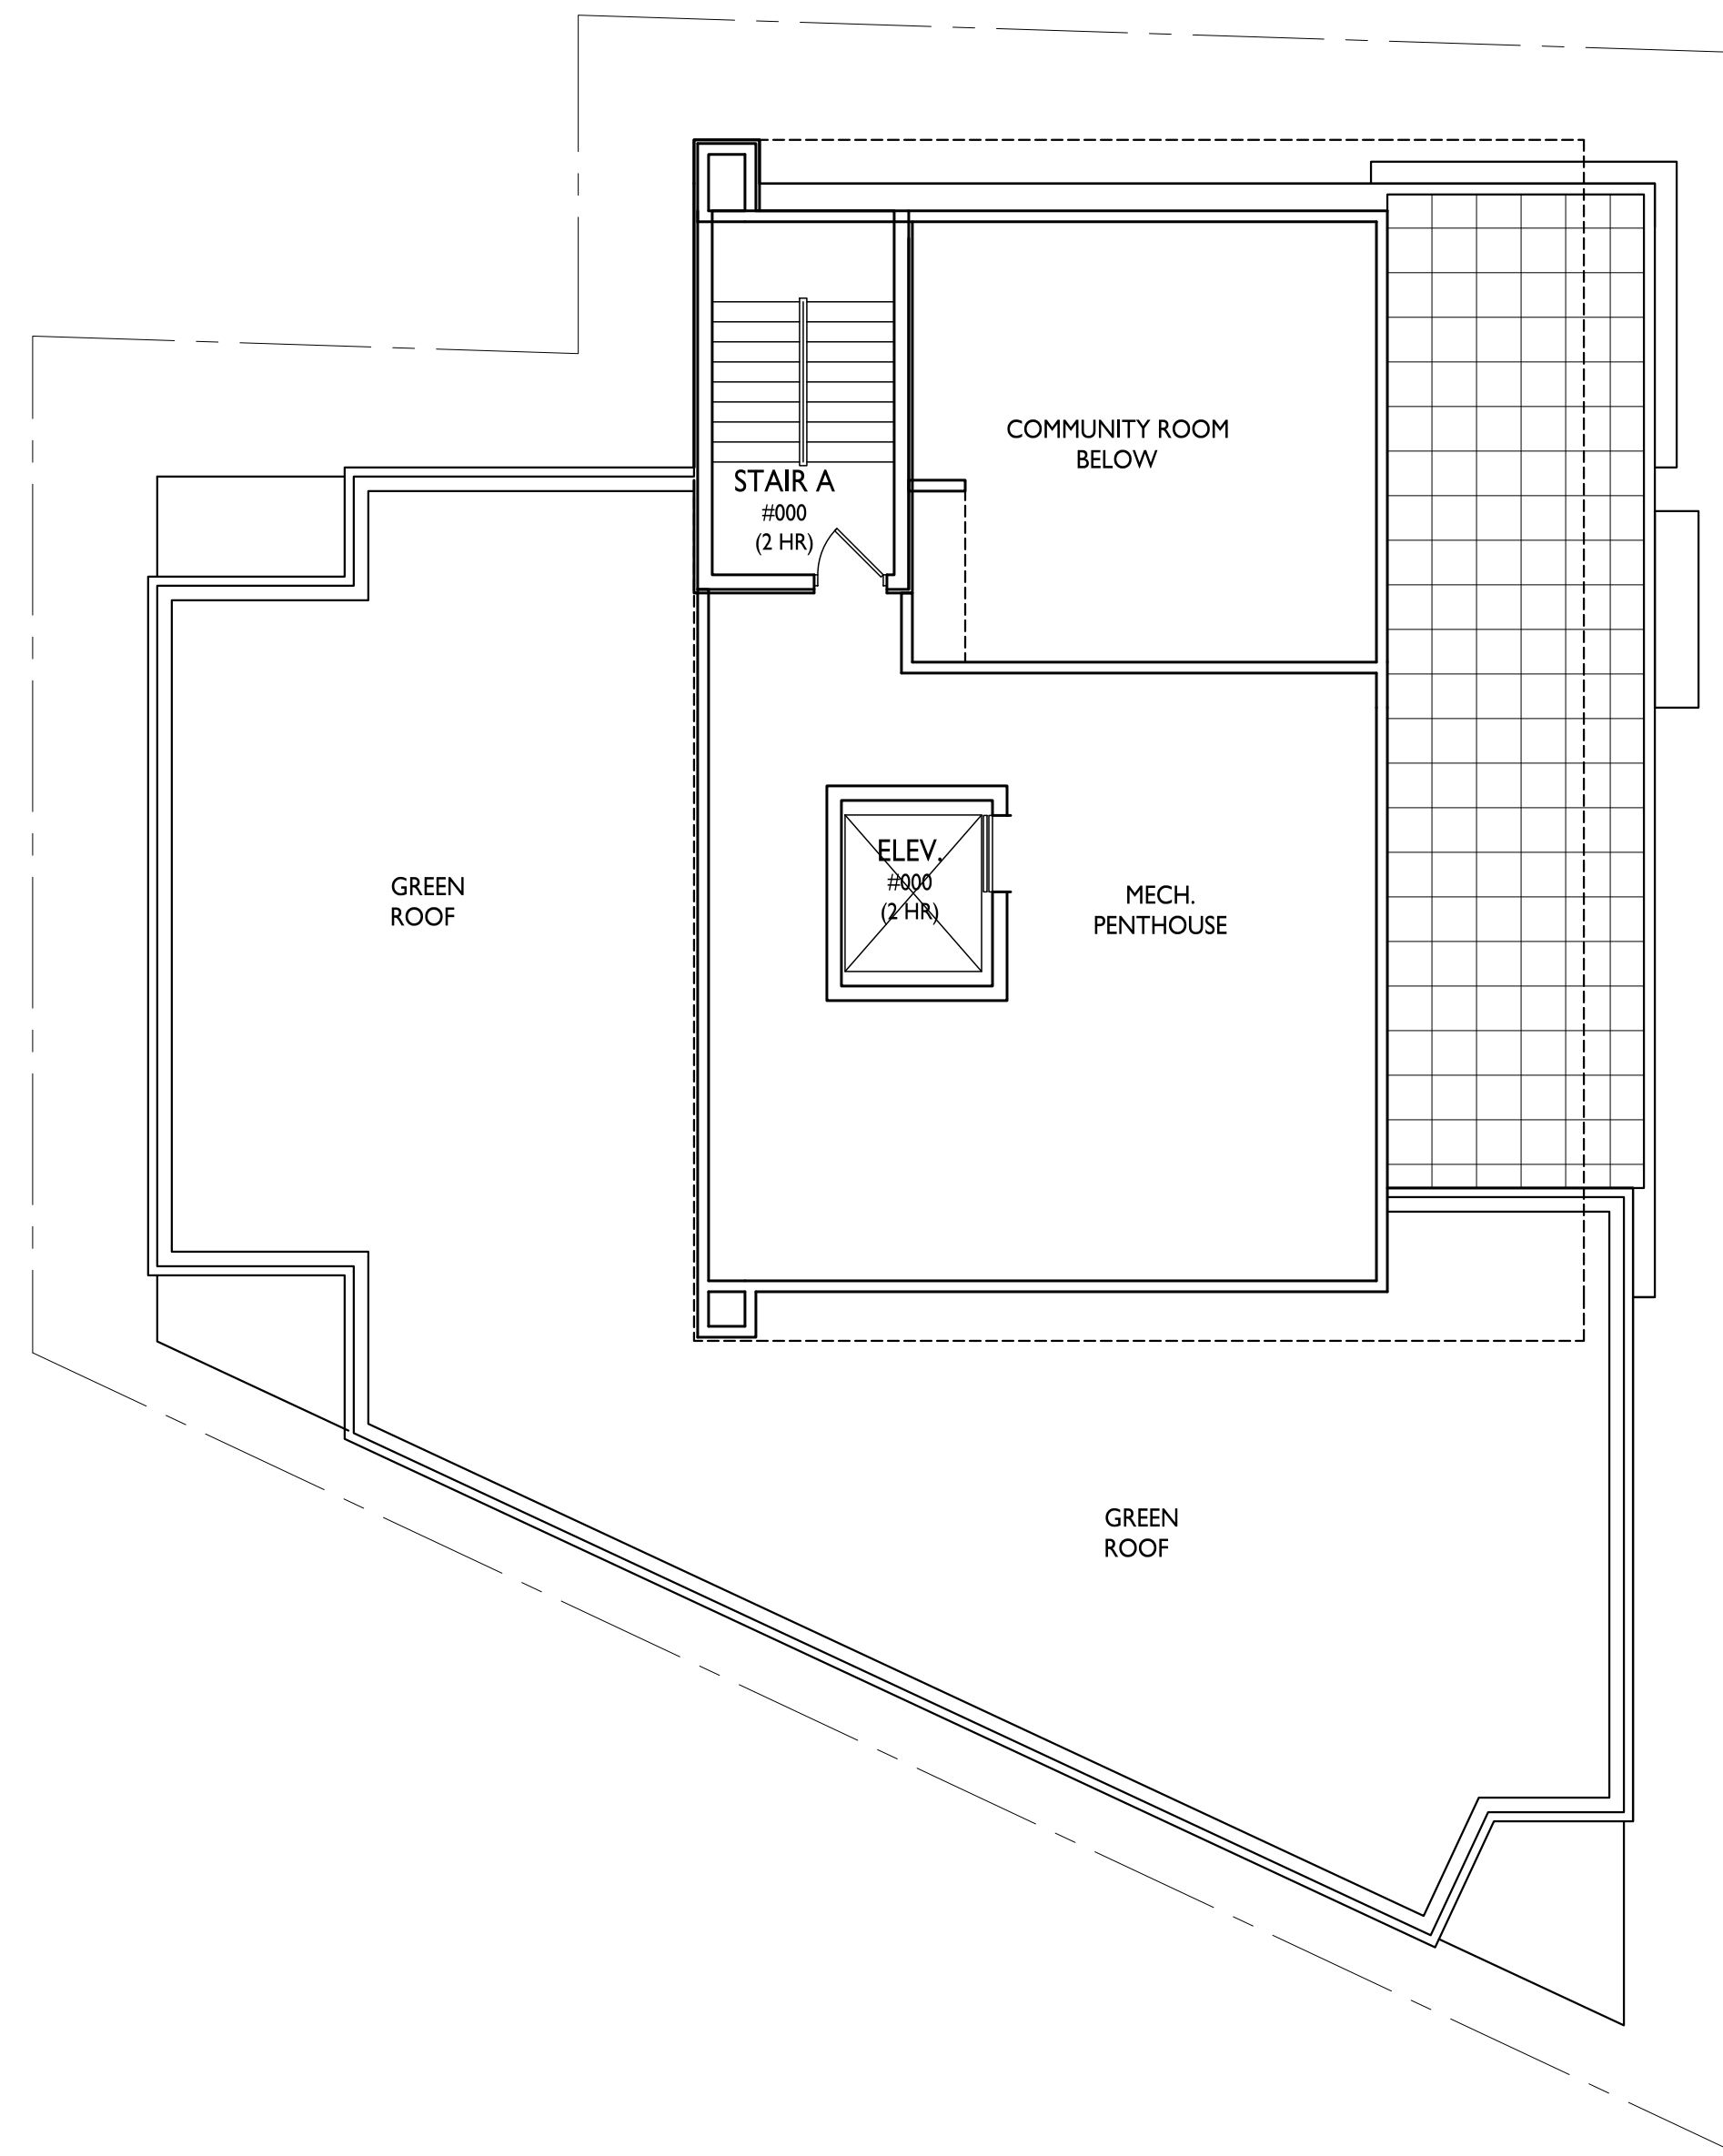 COMMUNITY ROOM
BELOW
STAIR A
#000
(2 HR)
ELEV.
#000
(2 HR)
GREEN
ROOF
MECH.
PENTHOUSE
GREEN
ROOF